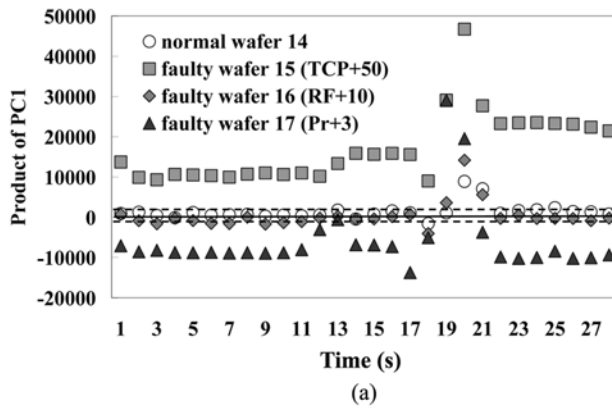 50000
40000
30000
20000
10000
0
-10000
-20000
Product of PC1
normal wafer 14
faulty wafer 15 (TCP+50)
faulty wafer 16 (RF+10)
faulty wafer 17 (Pr+3)
1 3 5 7 9 11 13 15 17 19 21 23 25 27
Time (s)
(a)